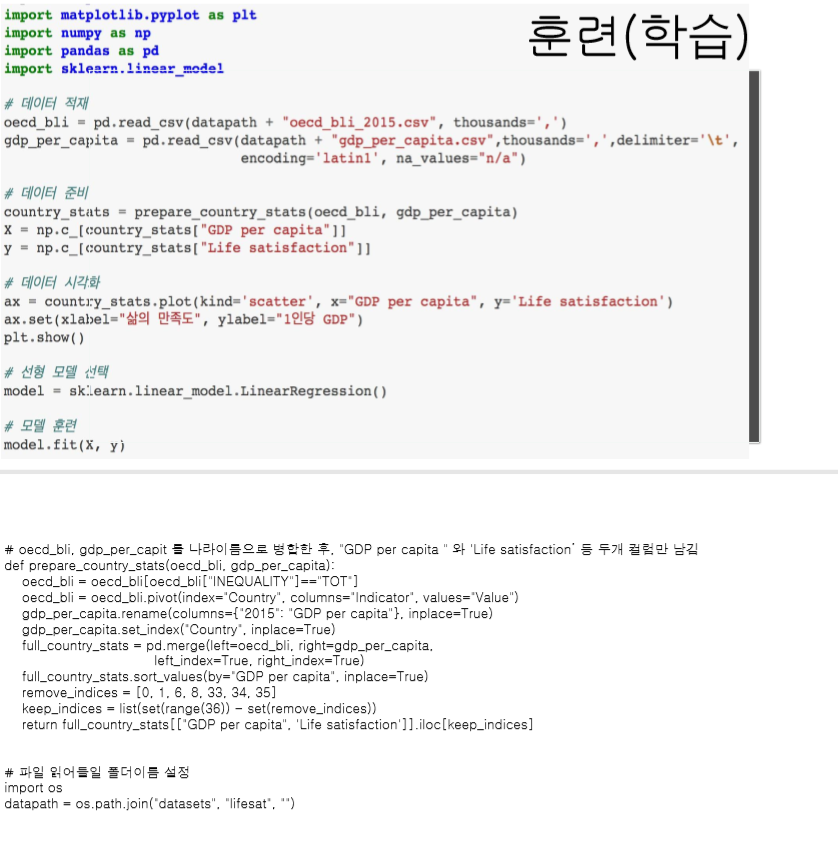 import matplotlib.pyplot as plt
훈련(학습)
import numpy as np
import pandas as pd
import sklearn.linear_model
# 데이터 적재
oecd_bli = pd.read_csv(datapath + "oecd_bli_2015.csv", thousands=',')
gdp_per_capita = pd.read_csv(datapath + "gdp_per_capita.csv",thousands=',',delimiter='\t',
encoding='latin1', na_values="n/a")
# 데이터 준비
country_stats = prepare_country_stats(oecd_bli, gdp_per_capita)
X = np.c_[country_stats["GDP per capita"]]
y = np.c_[country_stats["Life satisfaction"]]
# 데이터 시각화
ax = country_stats.plot(kind='scatter', x="GDP per capita", y='Life satisfaction')
ax.set(xlabel="삶의 만족도", ylabel="1인당 GDP")
plt.show()
# 선형 모델 선택
model = sklearn.linear_model.LinearRegression()
# 모델 훈련
model.fit(X, y)
# oecd_bli, gdp_per_capit 를 나라이름으로 병합한 후, "GDP per capita " 와 'Life satisfaction' 등 두개 컬럼만 남김
def prepare_country_stats(oecd_bli, gdp_per_capita):
oecd_bli = oecd_bli[oecd_bli["INEQUALITY"]=="TOT"]
oecd_bli = oecd_bli.pivot(index="Country", columns="Indicator", values="Value")
gdp_per_capita.rename(columns={"2015": "GDP per capita"}, inplace=True)
gdp_per_capita.set_index("Country", inplace=True)
full_country_stats = pd.merge(left=oecd_bli, right=gdp_per_capita,
left_index=True, right_index=True)
full_country_stats.sort_values(by="GDP per capita", inplace=True)
remove_indices = [0, 1, 6, 8, 33, 34, 35]
keep_indices = list(set(range(36)) - set(remove_indices))
return full_country_stats[["GDP per capita", 'Life satisfaction']].iloc[keep_indices]
# 파일 읽어들일 폴더이름 설정
import os
datapath = os.path.join("datasets", "lifesat", "")